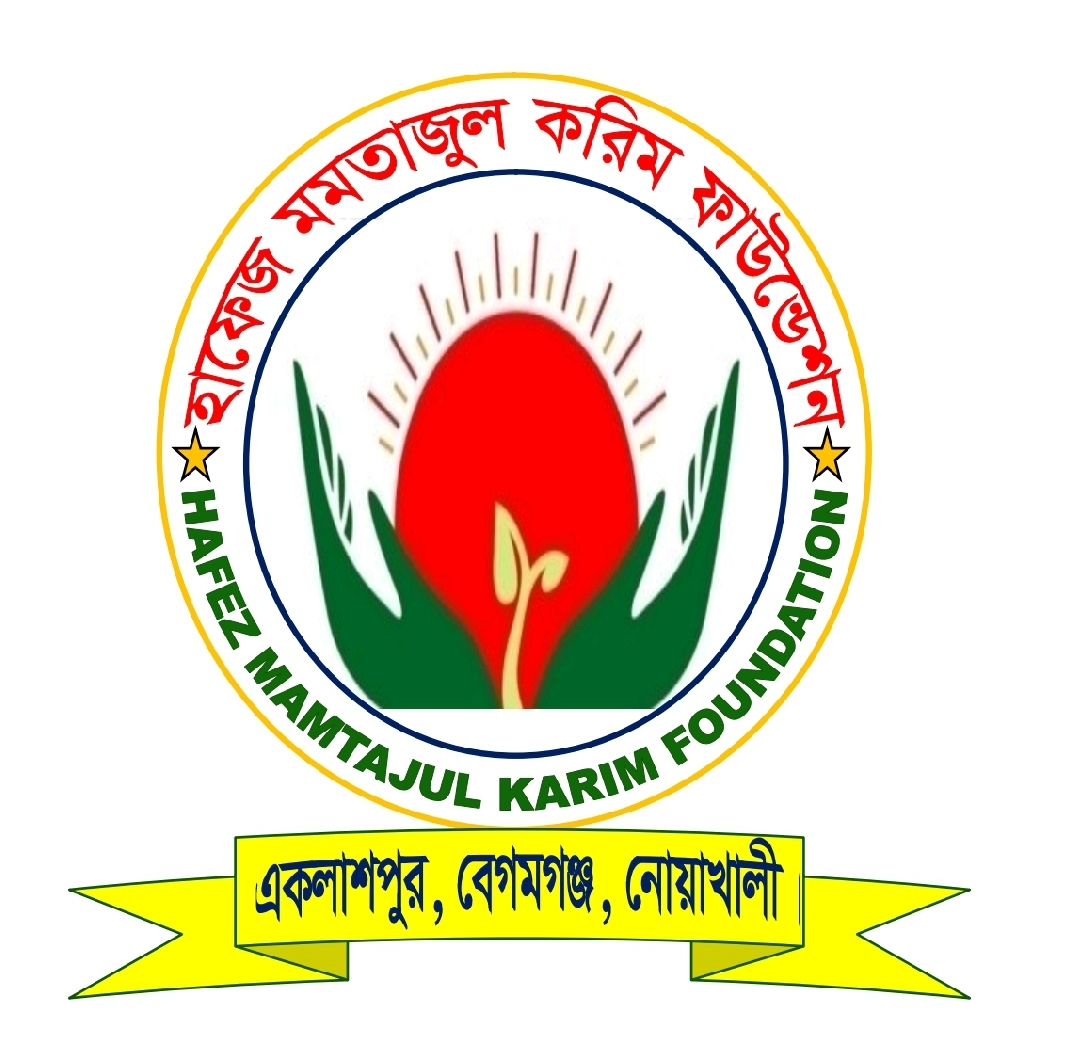 হাফেজ মমতাজুল করিম ফাউন্ডেশন
HAFEZ MAMTAJUL KARIM FOUNDATION
একলাশপুর, বেগমগঞ্জ, নোয়াখালী